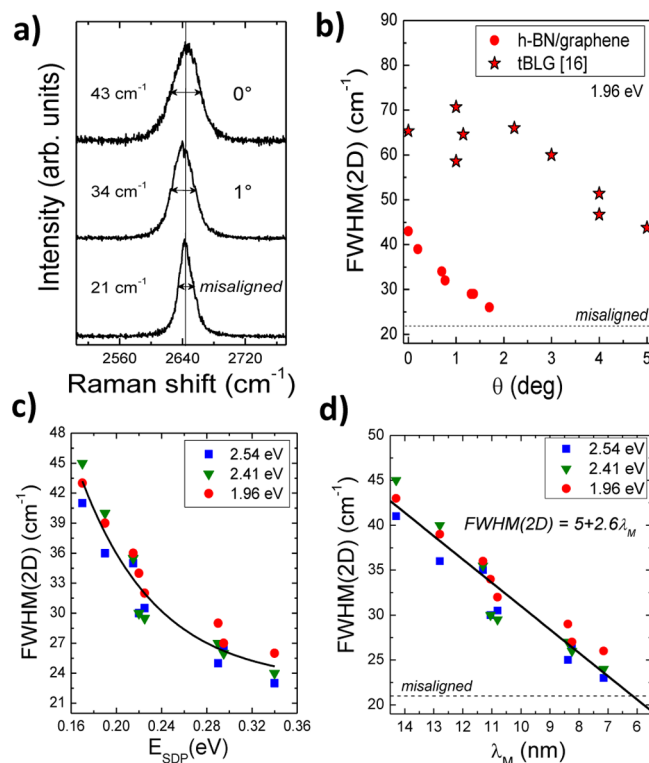 a)
43 cm⁻¹
0°
34 cm⁻¹
1°
21 cm⁻¹
misaligned
Intensity (arb. units)
2560 2640 2720
Raman shift (cm⁻¹)
b)
h-BN/graphene
tBLG [16]
1.96 eV
FWHM(2D) (cm⁻¹)
90
80
70
60
50
40
30
20
misaligned
0 1 2 3 4 5
θ (deg)
c)
2.54 eV
2.41 eV
1.96 eV
FWHM(2D) (cm⁻¹)
48
45
42
39
36
33
30
27
24
21
0.16 0.20 0.24 0.28 0.32 0.36
E_SDP(eV)
d)
2.54 eV
2.41 eV
1.96 eV
FWHM(2D) = 5+2.6λ_M
FWHM(2D) (cm⁻¹)
50
45
40
35
30
25
20
misaligned
14 13 12 11 10 9 8 7 6
λ_M (nm)